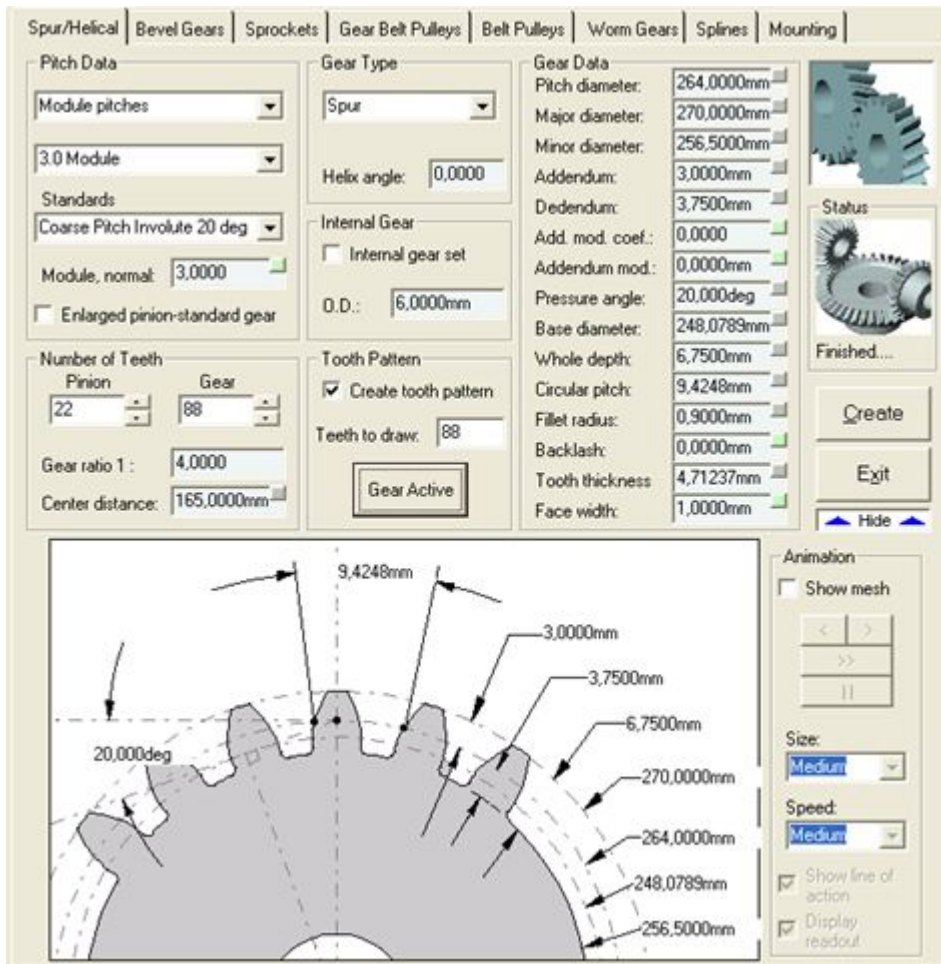 Spur/Helical Bevel Gears Sprockets Gear Belt Pulleys Belt Pulleys Worm Gears Splines Mounting
Pitch Data
Module pitches
3.0 Module
Standards
Coarse Pitch Involute 20 deg
Module, normal: 3,0000
Enlarged pinion-standard gear
Number of Teeth
Pinion Gear
22 88
Gear ratio 1 : 4,0000
Center distance: 165,0000mm
Gear Type
Spur
Helix angle: 0,0000
Internal Gear
Internal gear set
O.D.: 6,0000mm
Tooth Pattern
Create tooth pattern
Teeth to draw: 88
Gear Active
Gear Data
Pitch diameter: 264,0000mm
Major diameter: 270,0000mm
Minor diameter: 256,5000mm
Addendum: 3,0000mm
Dedendum: 3,7500mm
Add. mod. coef.: 0,0000
Addendum mod.: 0,0000mm
Pressure angle: 20,000deg
Base diameter: 248,0789mm
Whole depth: 6,7500mm
Circular pitch: 9,4248mm
Fillet radius: 0,9000mm
Backlash: 0,0000mm
Tooth thickness 4,71237mm
Face width: 1,0000mm
Status
Finished....
Create
Exit
Hide
9,4248mm
3,0000mm
3,7500mm
6,7500mm
20,000deg
270,0000mm
264,0000mm
248,0789mm
256,5000mm
Animation
Show mesh
< >
>>
||
Size:
Medium
Speed:
Medium
Show line of
action
Display
readout